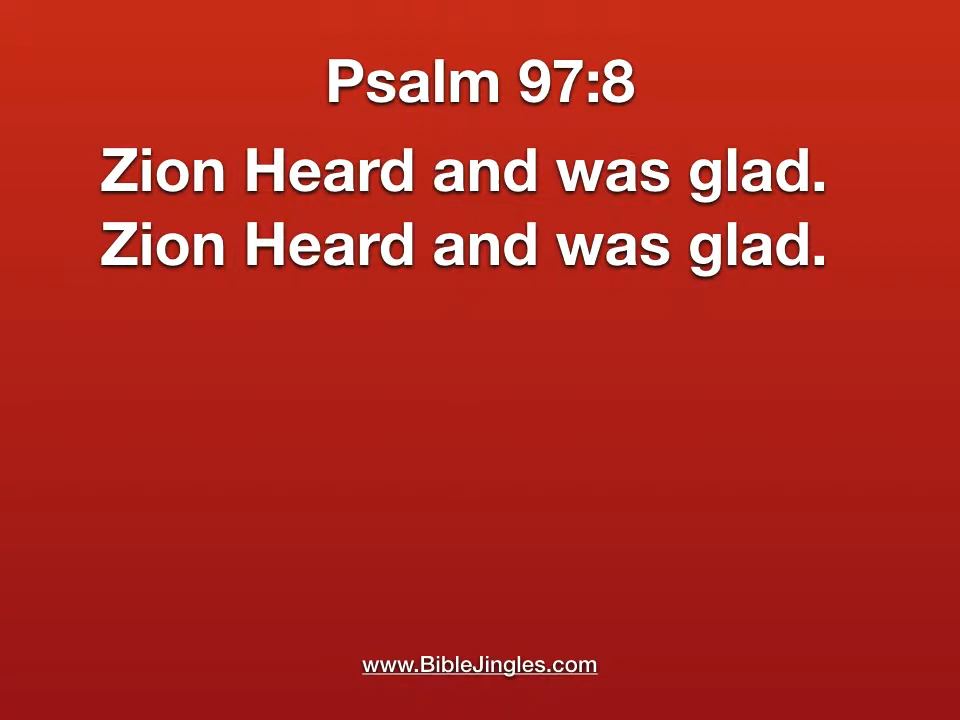 Psalm 97:8
Zion Heard and was glad.
Zion Heard and was glad.
www.BibleJingles.com